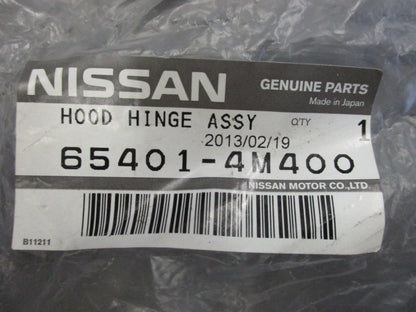 NISSAN GENUINE PARTS
Made in Japan
HOOD HINGE ASSY QTY 1
2013/02/19
65401-4M400
NISSAN MOTOR CO.,LTD.
B11211